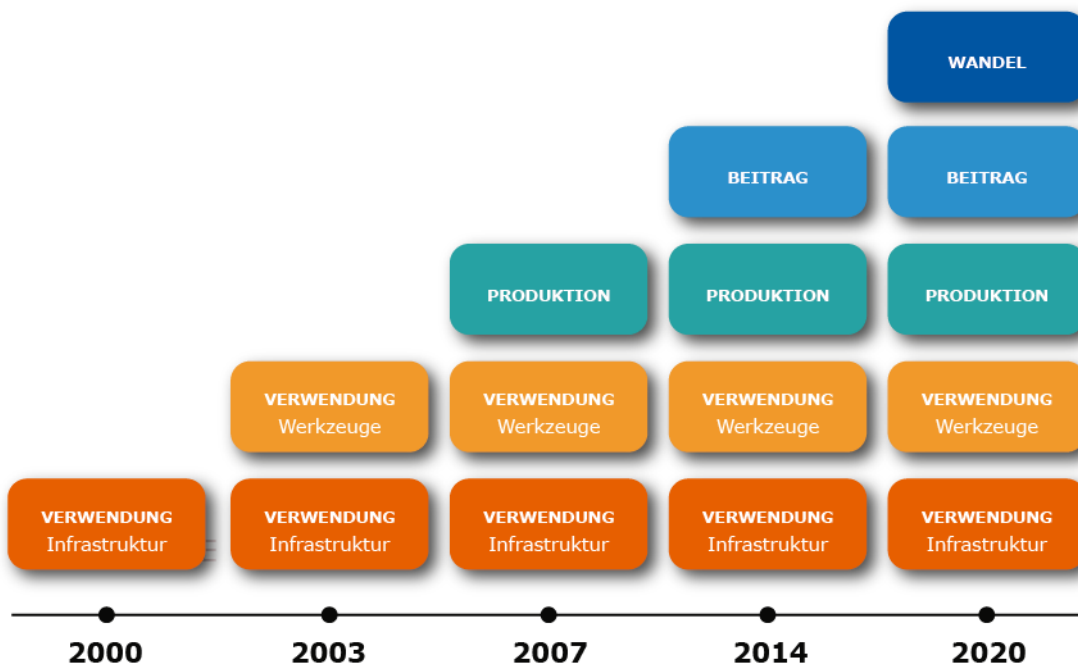 WANDEL
BEITRAG
BEITRAG
PRODUKTION
PRODUKTION
PRODUKTION
VERWENDUNG
Werkzeuge
VERWENDUNG
Werkzeuge
VERWENDUNG
Werkzeuge
VERWENDUNG
Werkzeuge
VERWENDUNG
Infrastruktur
VERWENDUNG
Infrastruktur
VERWENDUNG
Infrastruktur
VERWENDUNG
Infrastruktur
VERWENDUNG
Infrastruktur
2000
2003
2007
2014
2020